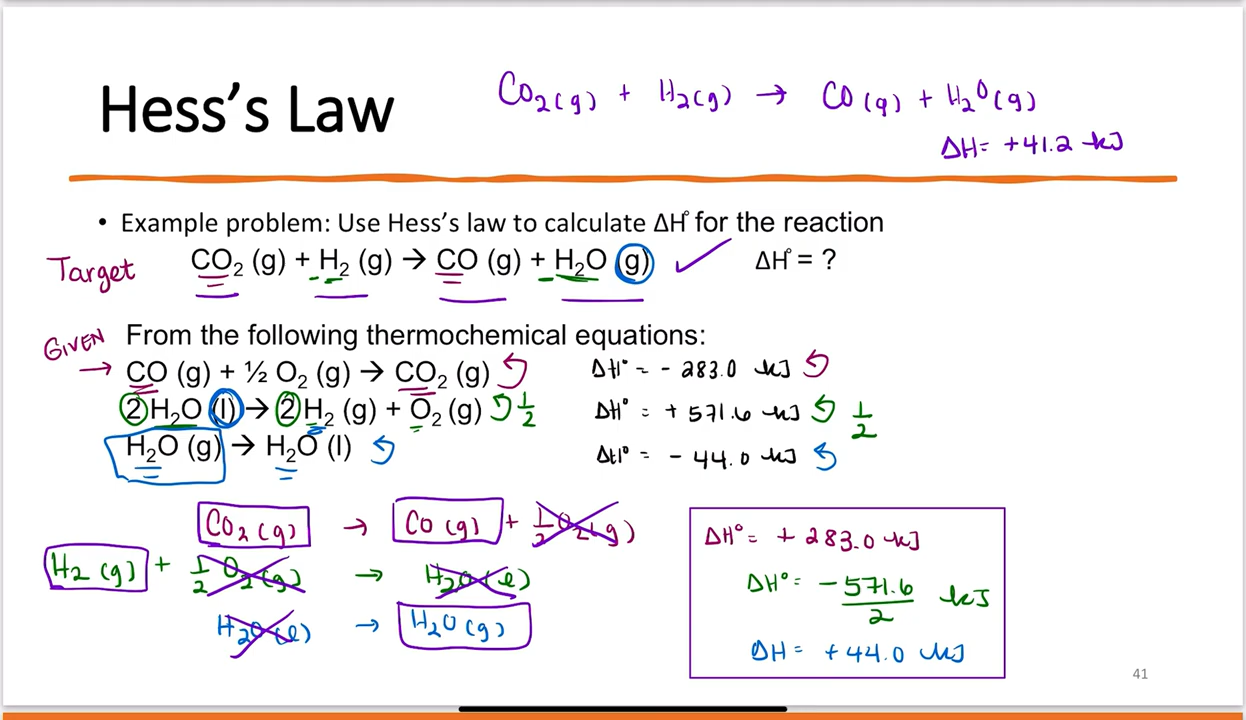 Hess's Law
CO₂(g) + H₂(g) → CO(g) + H₂O(g)
ΔH = +41.2 kJ
• Example problem: Use Hess's law to calculate ΔH° for the reaction
Target CO₂ (g) + H₂ (g) → CO (g) + H₂O (g) ✓ ΔH° = ?
GIVEN From the following thermochemical equations:
→ CO (g) + ½ O₂ (g) → CO₂ (g) ΔH° = - 283.0 kJ
2 H₂O (l) → 2 H₂ (g) + O₂ (g) 1/2 ΔH° = + 571.6 kJ 1/2
H₂O (g) → H₂O (l) ΔH° = - 44.0 kJ
CO₂ (g) → CO (g) + 1/2 O₂ (g) ΔH° = + 283.0 kJ
H₂ (g) + 1/2 O₂ (g) → H₂O (l) ΔH° = - 571.6/2 kJ
H₂O (l) → H₂O (g) ΔH = +44.0 kJ
41